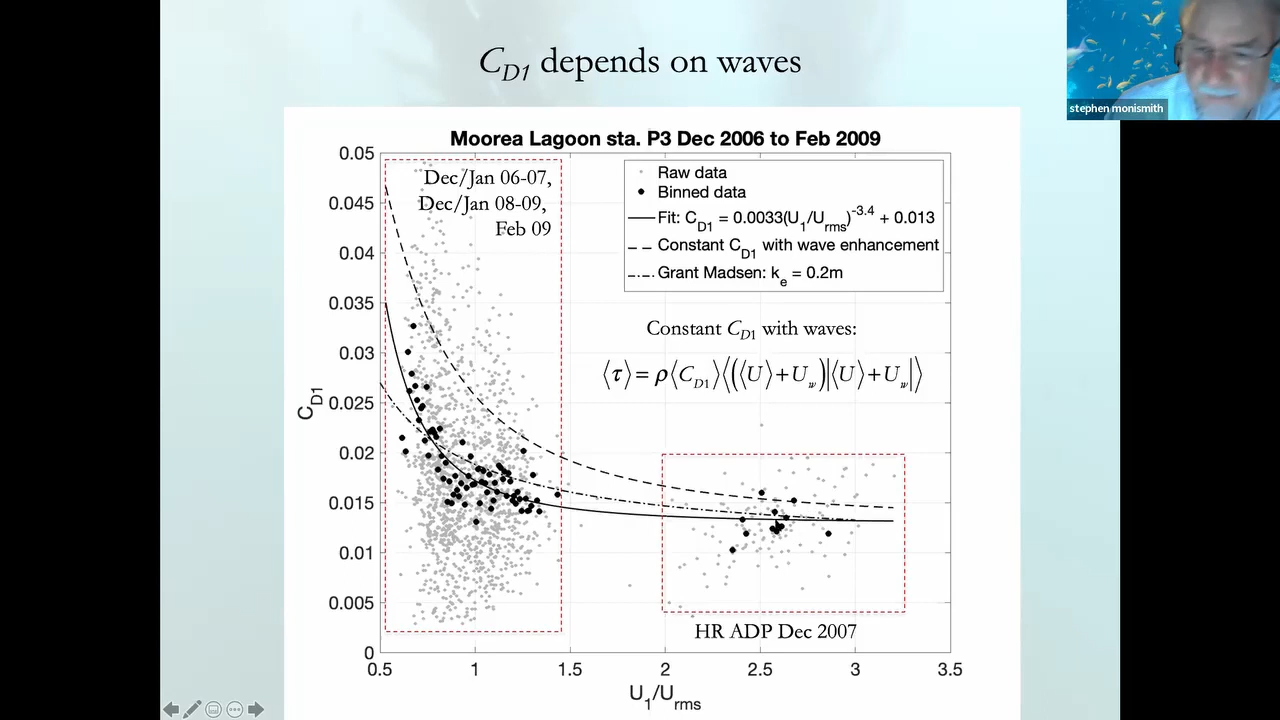 C_D1 depends on waves
stephen monismith
Moorea Lagoon sta. P3 Dec 2006 to Feb 2009
Dec/Jan 06-07,
Dec/Jan 08-09,
Feb 09
Raw data
Binned data
Fit: C_D1 = 0.0033(U_1/U_rms)^-3.4 + 0.013
Constant C_D1 with wave enhancement
Grant Madsen: k_e = 0.2m
Constant C_D1 with waves:
⟨τ⟩ = ρ⟨C_D1⟩⟨(⟨U⟩+U_w)|⟨U⟩+U_w|⟩
HR ADP Dec 2007
C_D1
0.05
0.045
0.04
0.035
0.03
0.025
0.02
0.015
0.01
0.005
0
0.5 1 1.5 2 2.5 3 3.5
U_1/U_rms